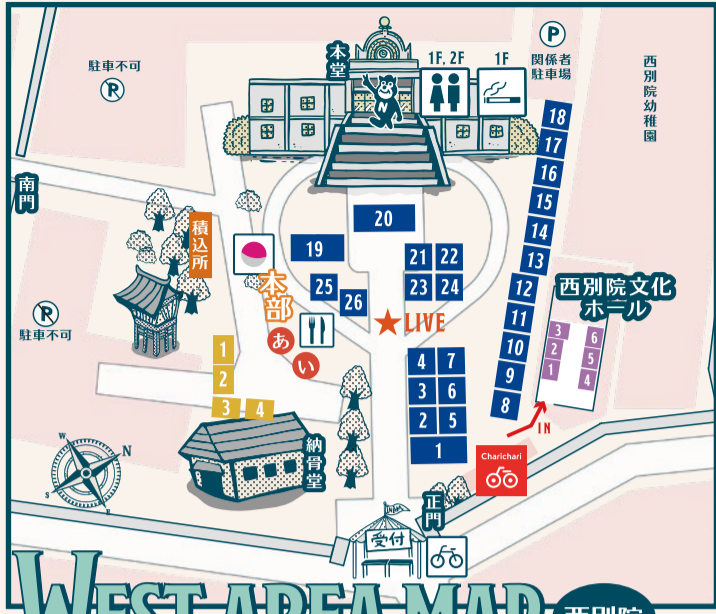 駐車不可
P
本堂
N
1F, 2F
1F
P
関係者
駐車場
西別院幼稚園
18
17
16
15
14
13
12
11
10
9
8
南門
積込所
20
19
21 22
23 24
25
26
本部
あ
い
LIVE
P
駐車不可
西別院文化
ホール
3 6
2 5
1 4
IN
1
2
3 4
4 7
3 6
2 5
1
納骨堂
Charichari
正門
受付
W N
S E
WEST AREA MAP
西別院